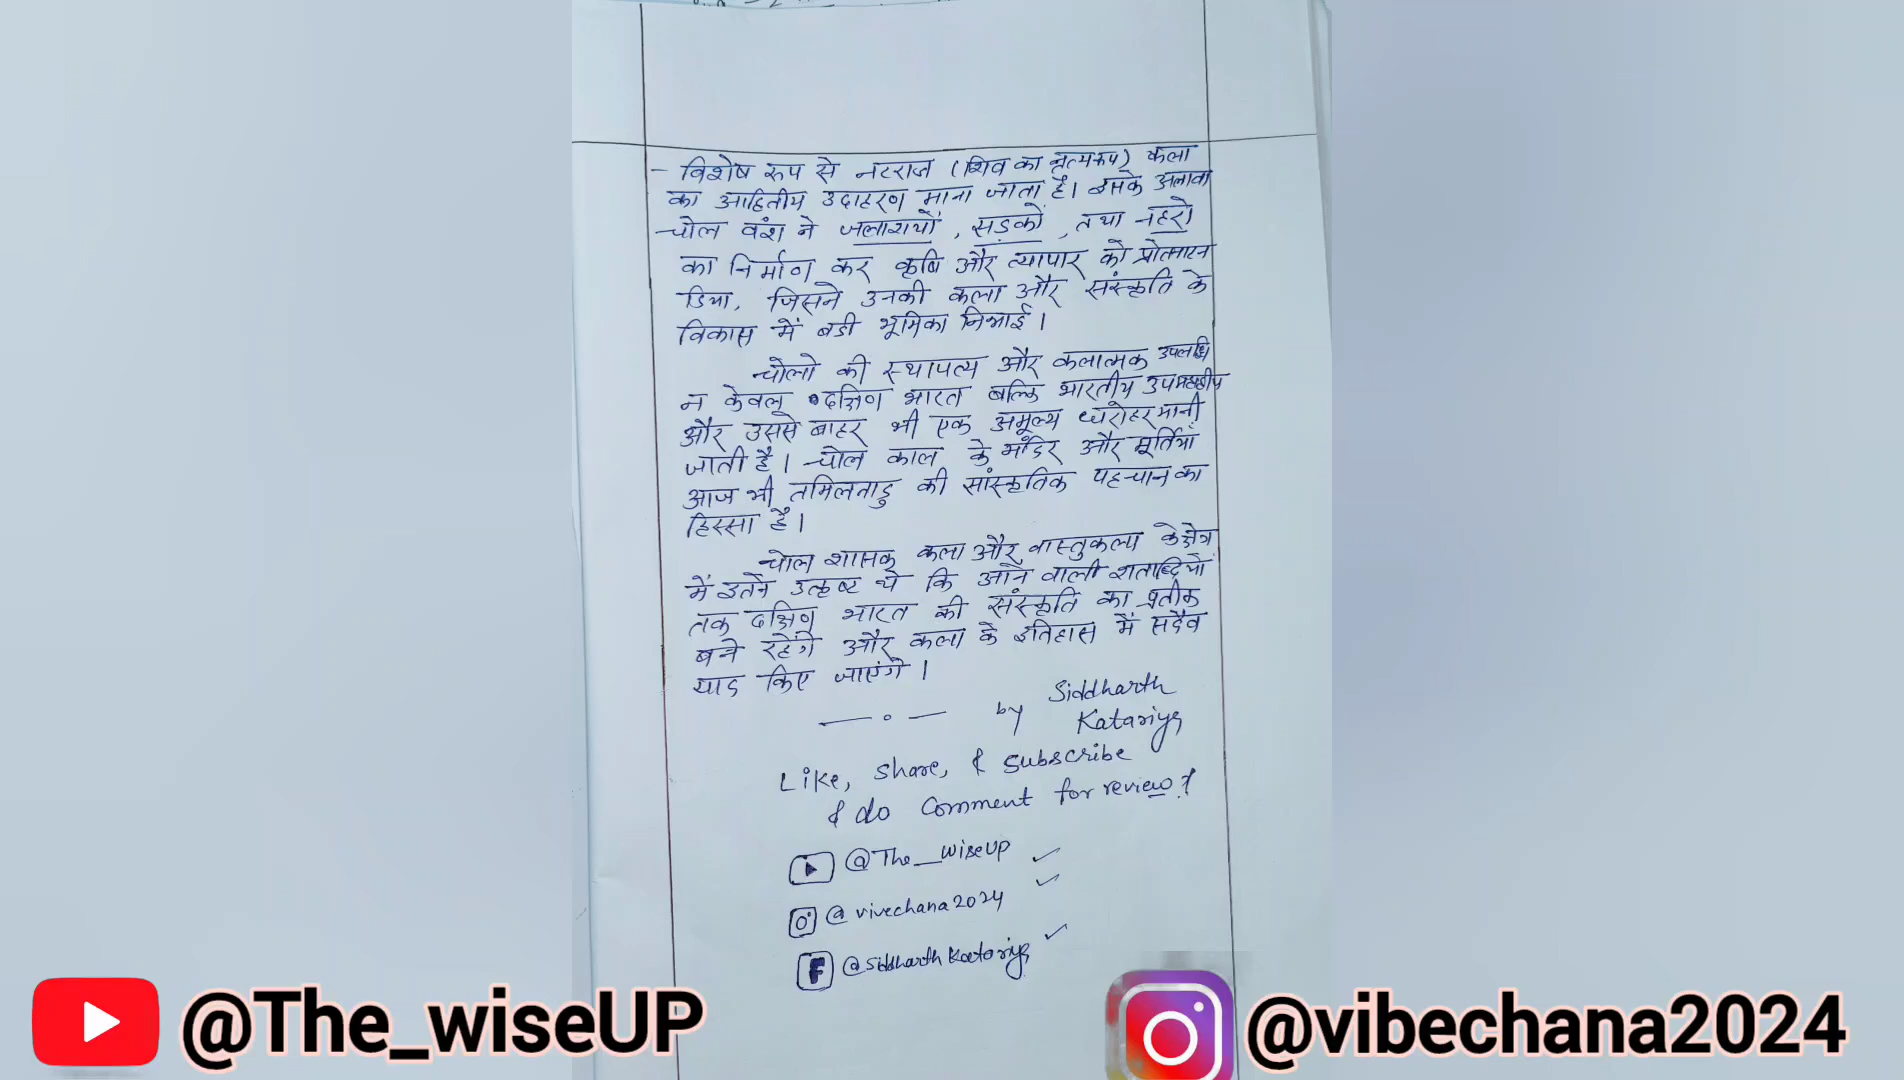 - विशेष रूप से नटराज (शिव का नृत्यरूप) कला
का अद्वितीय उदाहरण माना जाता है। इसके अलावा
चोल वंश ने जलाशयों, सड़कों, तथा नहरो
का निर्माण कर कृषि और व्यापार को प्रोत्साहन
दिया, जिसने उनकी कला और संस्कृति के
विकास में बडी भूमिका निभाई।
चोलो की स्थापत्य और कलात्मक उपलब्धि
न केवल दक्षिण भारत बल्कि भारतीय उपमहाद्वीप
और उससे बाहर भी एक अमूल्य धरोहर मानी
जाती है। चोल काल के मंदिर और मूर्तियाँ
आज भी तमिलनाडु की सांस्कृतिक पहचान का
हिस्सा है।
चोल शासक कला और वास्तुकला के क्षेत्र
में इतने उत्कृष्ट थे कि आने वाली शताब्दियों
तक दक्षिण भारत की संस्कृति का प्रतीक
बने रहेंगे और कला के इतिहास में सदैव
याद किए जाएंगे।
by Siddharth
Katariya
Like, share, & subscribe
& do comment for review!
@The_wiseUP
@vivechana2024
@Siddharth Katariya
@The_wiseUP
@vibechana2024